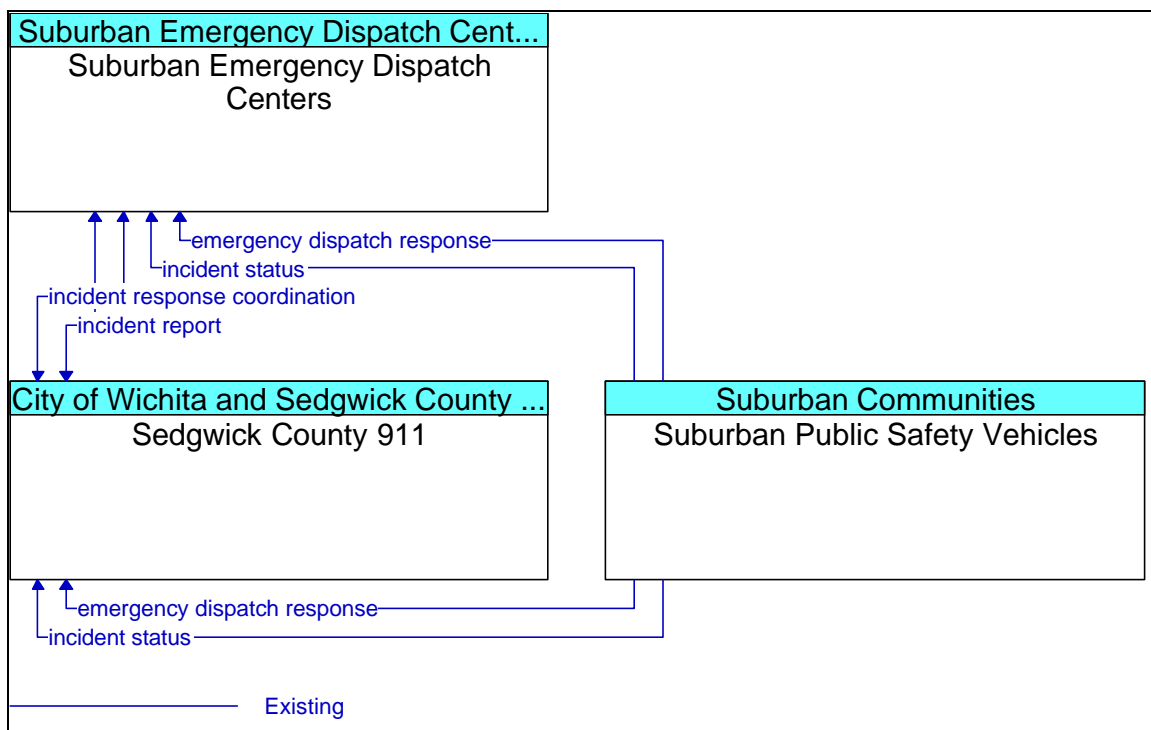 Suburban Emergency Dispatch Cent...
Suburban Emergency Dispatch
Centers
emergency dispatch response
incident status
incident response coordination
incident report
City of Wichita and Sedgwick County ...
Sedgwick County 911
Suburban Communities
Suburban Public Safety Vehicles
emergency dispatch response
incident status
Existing